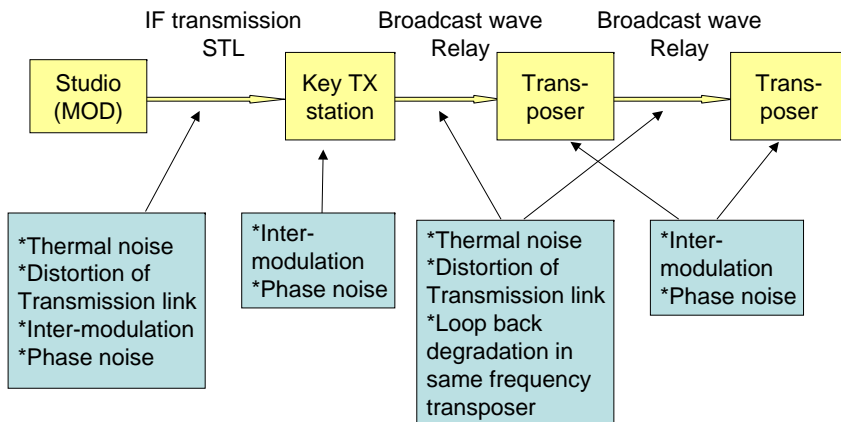 IF transmission
STL
Broadcast wave
Relay
Broadcast wave
Relay
Studio
(MOD)
Key TX
station
Trans-
poser
Trans-
poser
*Thermal noise
*Distortion of
Transmission link
*Inter-modulation
*Phase noise
*Inter-
modulation
*Phase noise
*Thermal noise
*Distortion of
Transmission link
*Loop back
degradation in
same frequency
transposer
*Inter-
modulation
*Phase noise